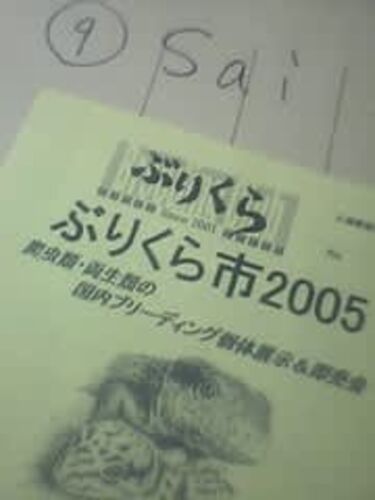 9 Sai
ぶりくら
Since 2001
ぶりくら市2005
爬虫類・両生類の
国内ブリーディング個体展示&即売会